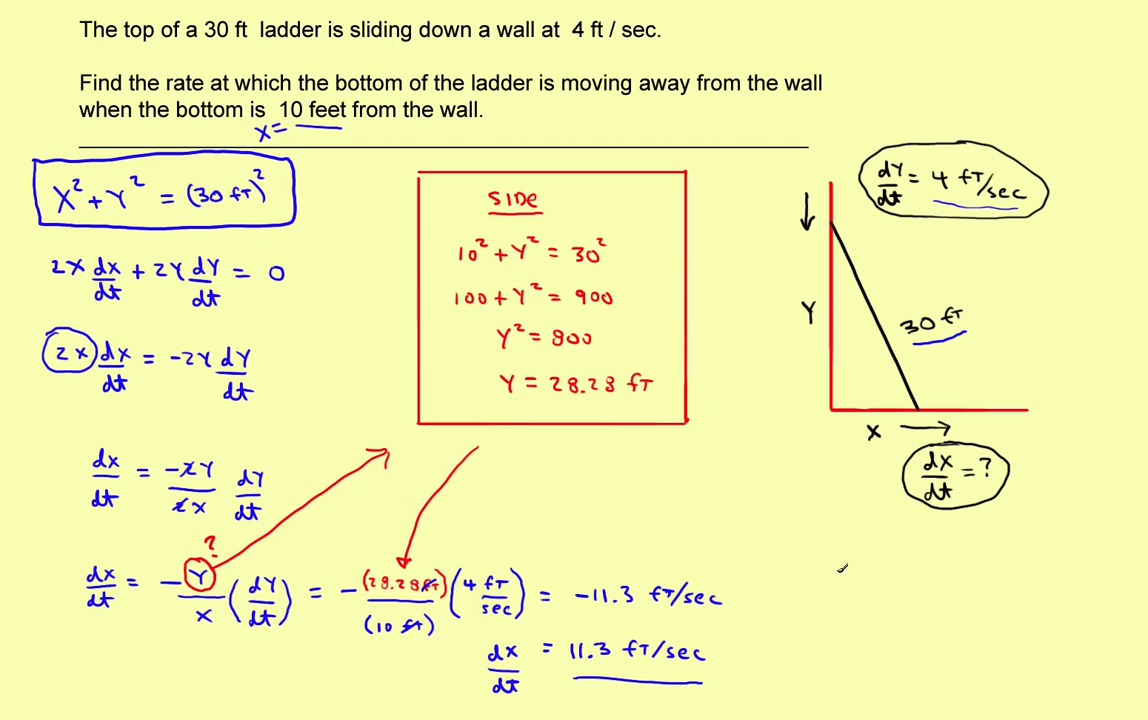 The top of a 30 ft ladder is sliding down a wall at 4 ft / sec.
Find the rate at which the bottom of the ladder is moving away from the wall
when the bottom is 10 feet from the wall.
x = __
x² + y² = (30 ft)²
2x dx/dt + 2y dy/dt = 0
2x dx/dt = -2y dy/dt
dx/dt = -2y/2x dy/dt
?
dx/dt = -y/x (dy/dt) = -(28.28 ft)/(10 ft) (4 ft/sec) = -11.3 ft/sec
dx/dt = 11.3 ft/sec
SIDE
10² + y² = 30²
100 + y² = 900
y² = 800
y = 28.28 ft
dy/dt = 4 ft/sec
y
30 ft
x →
dx/dt = ?